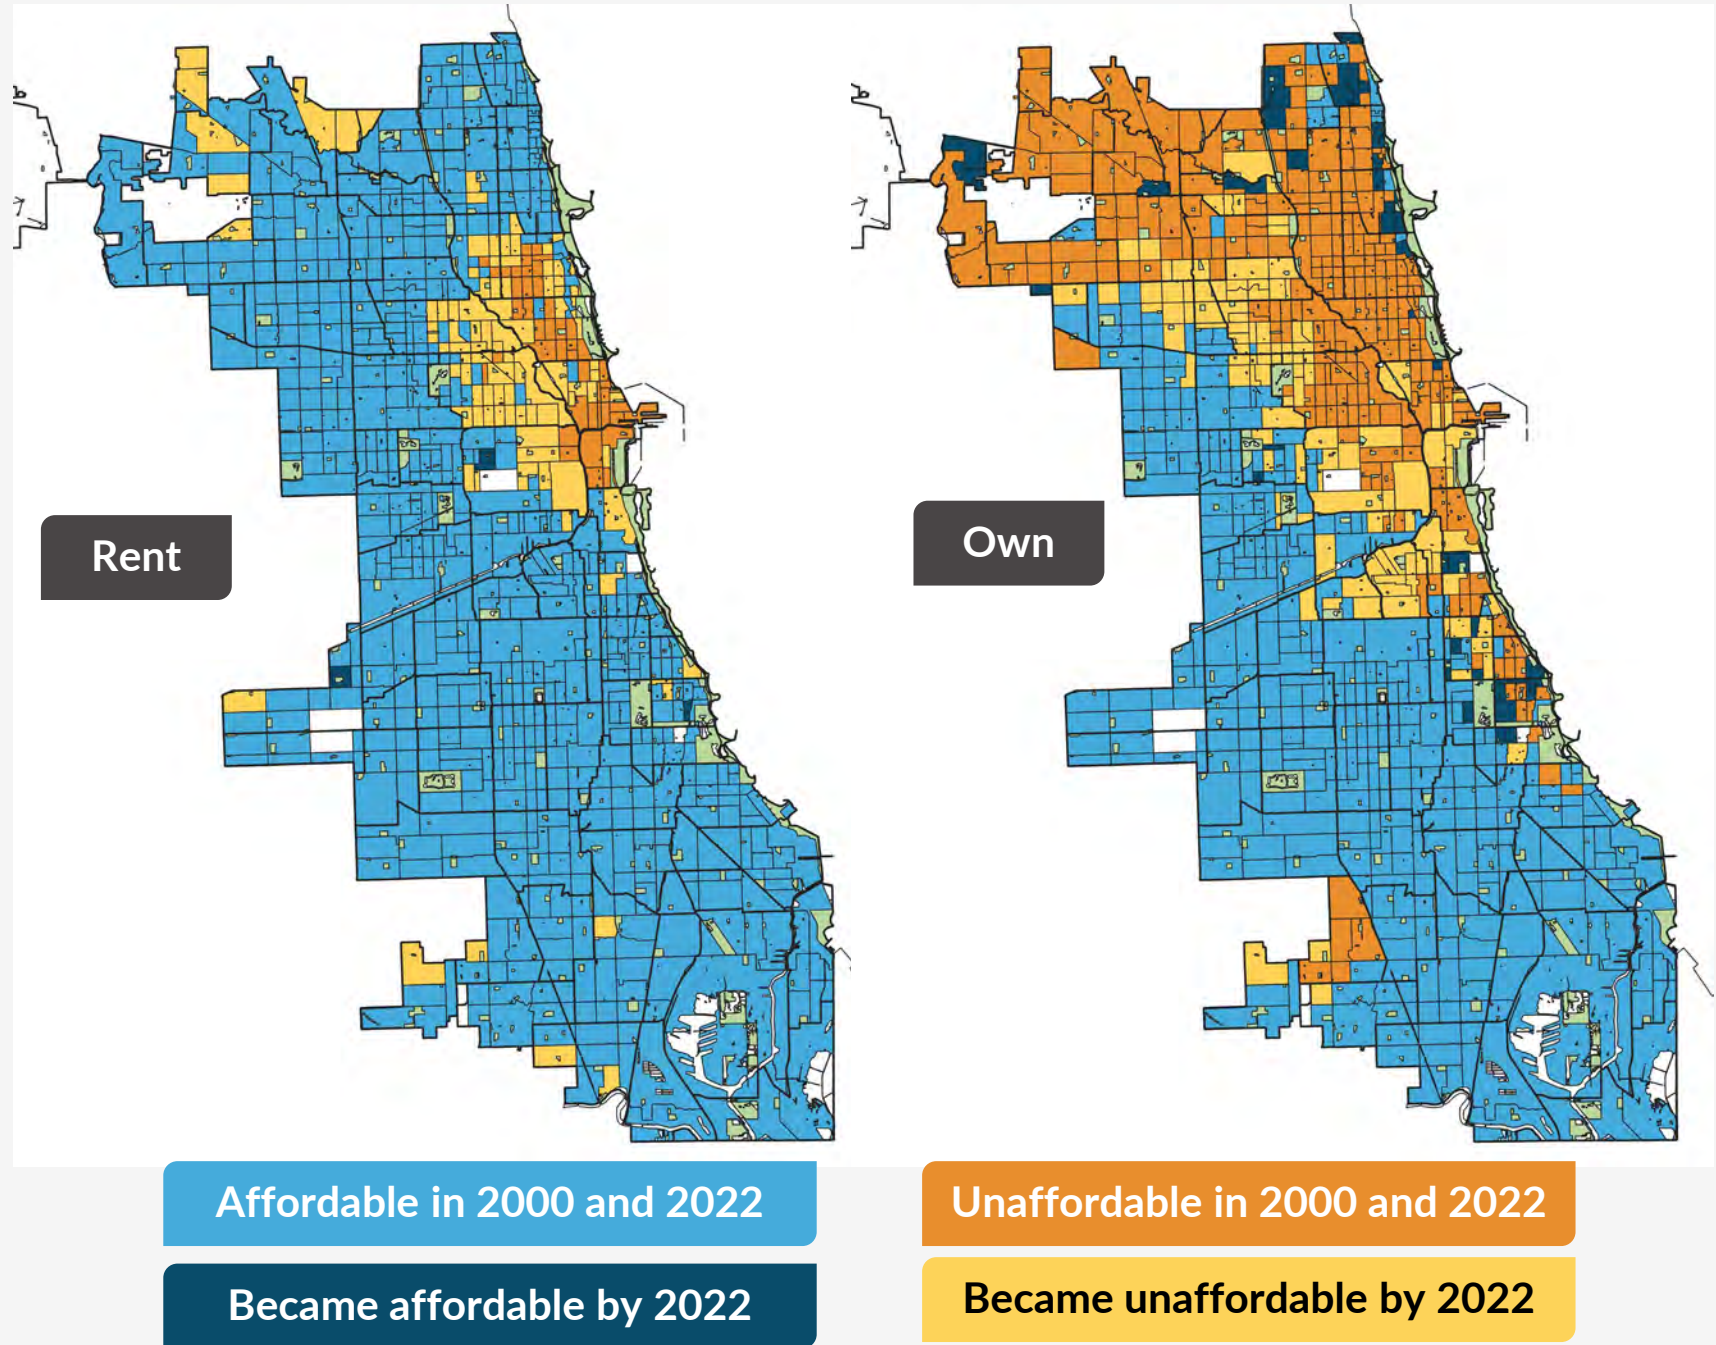 Rent
Own
Affordable in 2000 and 2022
Unaffordable in 2000 and 2022
Became affordable by 2022
Became unaffordable by 2022